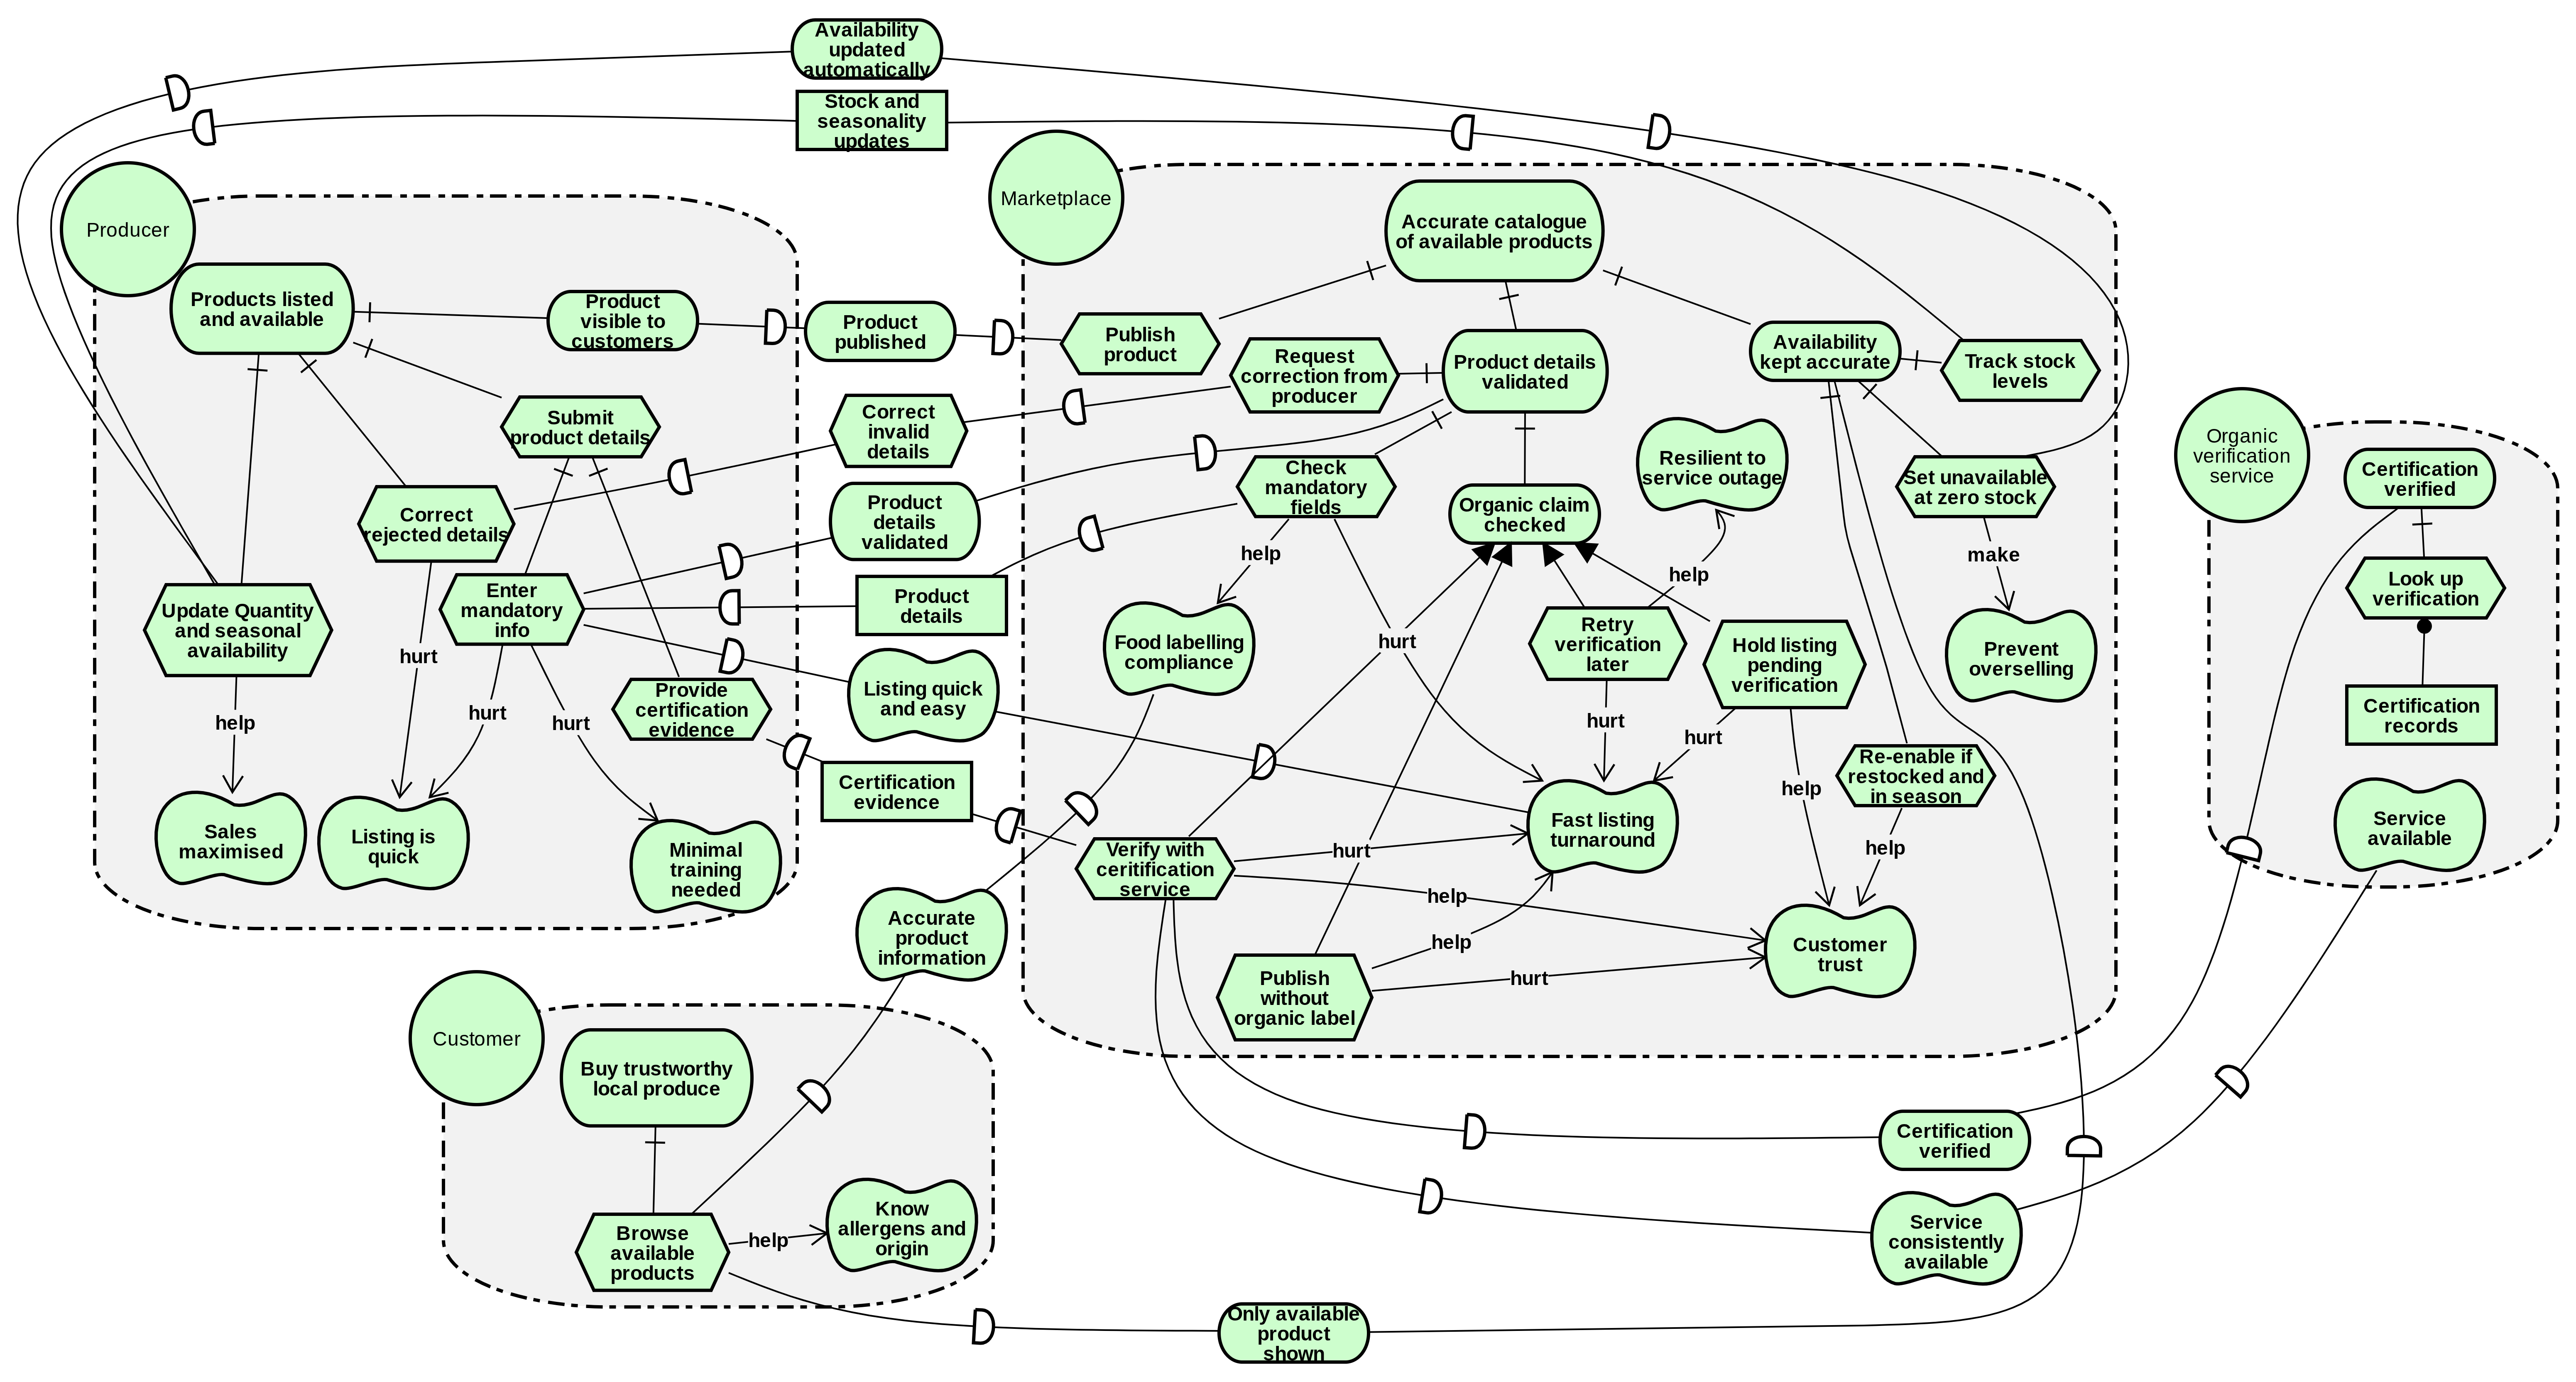 Availability
updated
automatically
Stock and
seasonality
updates
Producer
Marketplace
Products listed
and available
Product
visible to
customers
Product
published
Publish
product
Accurate catalogue
of available products
Request
correction from
producer
Product details
validated
Availability
kept accurate
Track stock
levels
Submit
product details
Correct
invalid
details
Correct
rejected details
Product
details
validated
Check
mandatory
fields
Organic claim
checked
Resilient to
service outage
Set unavailable
at zero stock
Organic
verification
service
Certification
verified
Look up
verification
Certification
records
Service
available
Update Quantity
and seasonal
availability
Enter
mandatory
info
Product
details
help
Food labelling
compliance
hurt
help
Retry
verification
later
Hold listing
pending
verification
make
Prevent
overselling
hurt
hurt
hurt
help
Provide
certification
evidence
Listing quick
and easy
Certification
evidence
Sales
maximised
Listing is
quick
Minimal
training
needed
hurt
hurt
help
Re-enable if
restocked and
in season
help
Fast listing
turnaround
Verify with
ceritification
service
hurt
help
help
hurt
Customer
trust
Publish
without
organic label
Accurate
product
information
Customer
Buy trustworthy
local produce
Browse
available
products
help
Know
allergens and
origin
Certification
verified
Service
consistently
available
Only available
product
shown